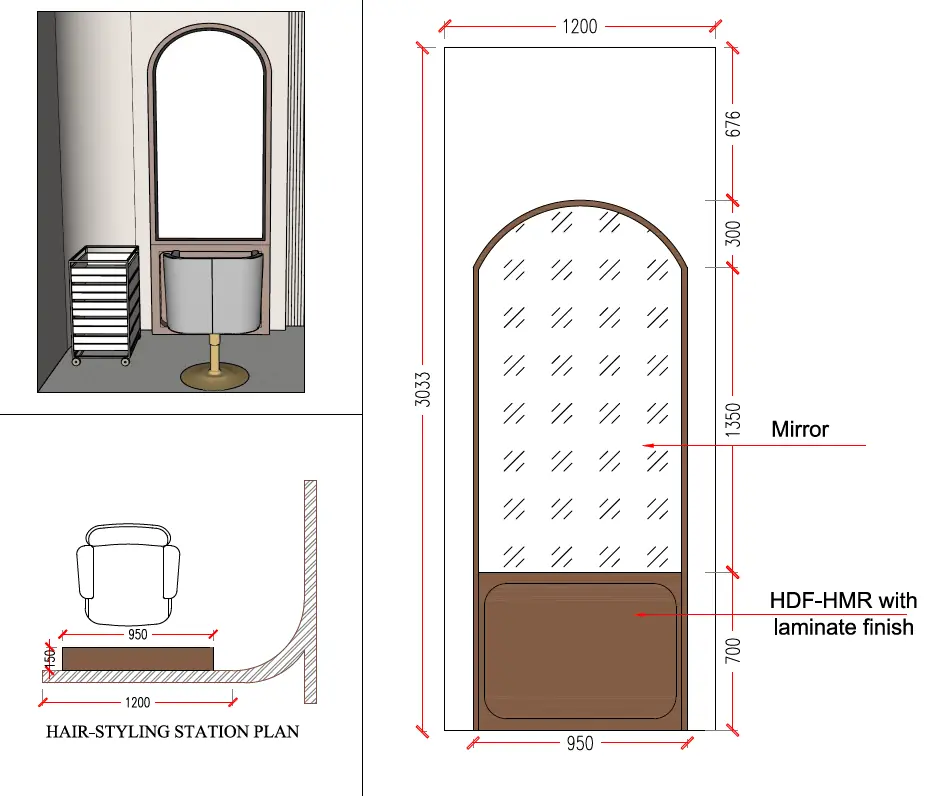 1200
676
300
3033
1350
Mirror
HDF-HMR with
laminate finish
700
950
950
150
1200
HAIR-STYLING STATION PLAN